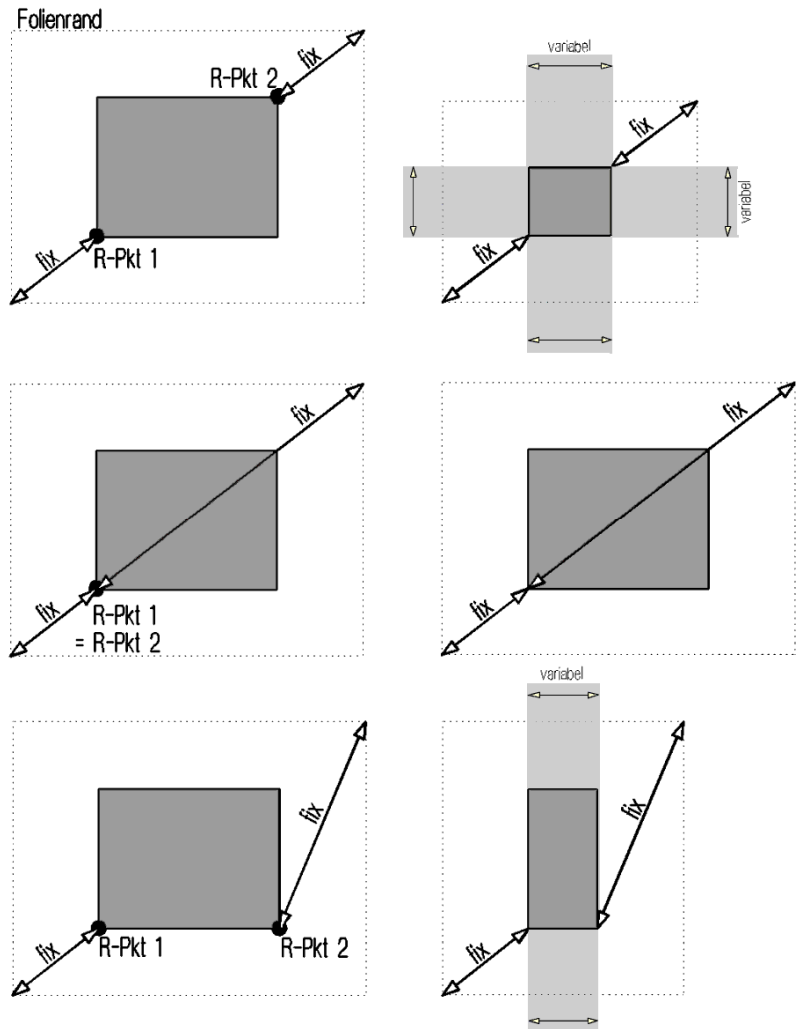 Folienrand
fix
R-Pkt 2
fix
R-Pkt 1
variabel
fix
variabel
fix
fix
fix
R-Pkt 1
= R-Pkt 2
fix
fix
variabel
fix
fix
R-Pkt 1
R-Pkt 2
fix
fix